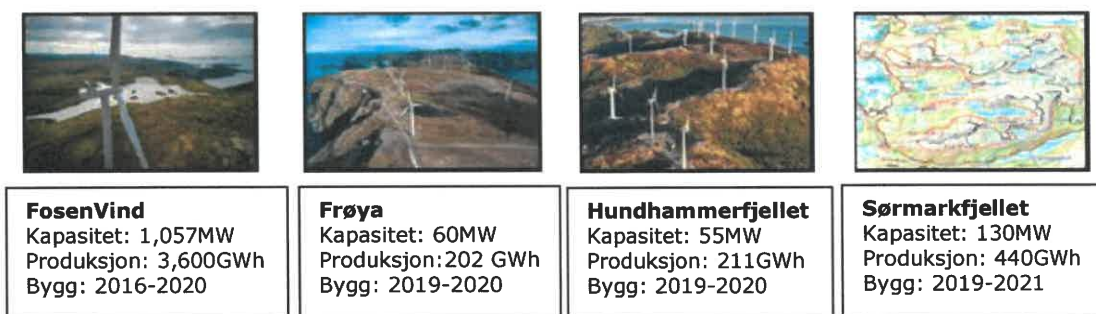 FosenVind
Kapasitet: 1,057MW
Produksjon: 3,600GWh
Bygg: 2016-2020
Frøya
Kapasitet: 60MW
Produksjon:202 GWh
Bygg: 2019-2020
Hundhammerfjellet
Kapasitet: 55MW
Produksjon: 211GWh
Bygg: 2019-2020
Sørmarkfjellet
Kapasitet: 130MW
Produksjon: 440GWh
Bygg: 2019-2021